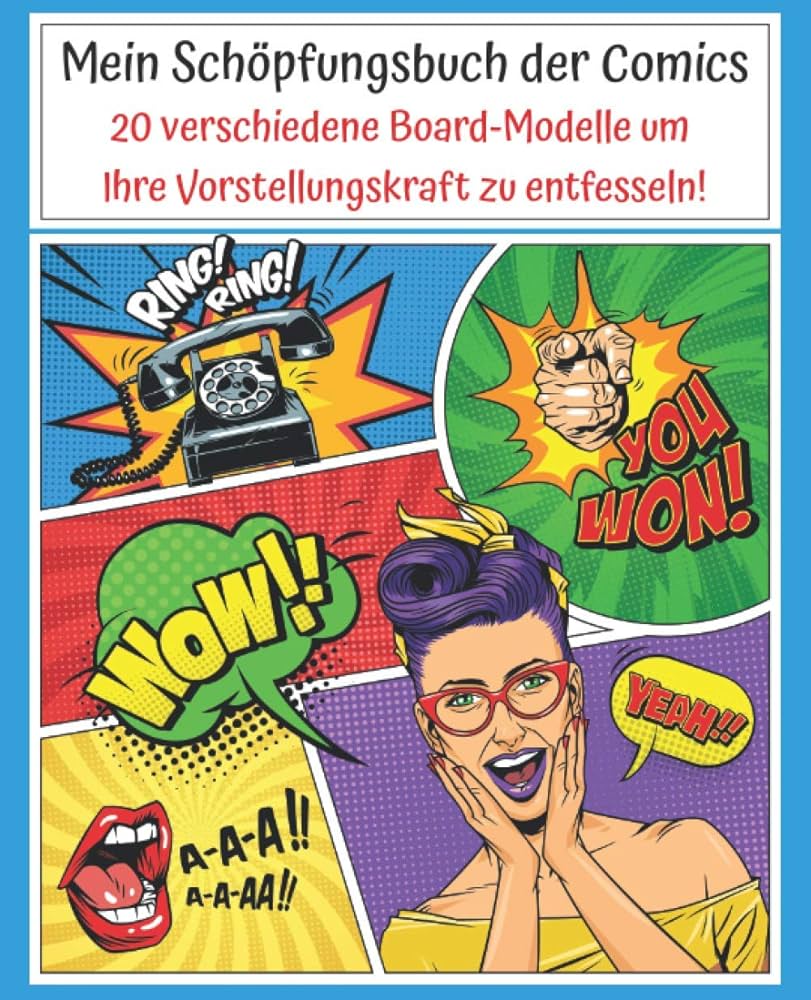 Mein Schöpfungsbuch der Comics
20 verschiedene Board-Modelle um
Ihre Vorstellungskraft zu entfesseln!
RING!
RING!
YOU
WON!
WOW!!
YEAH!!
A-A-A!!
A-A-AA!!